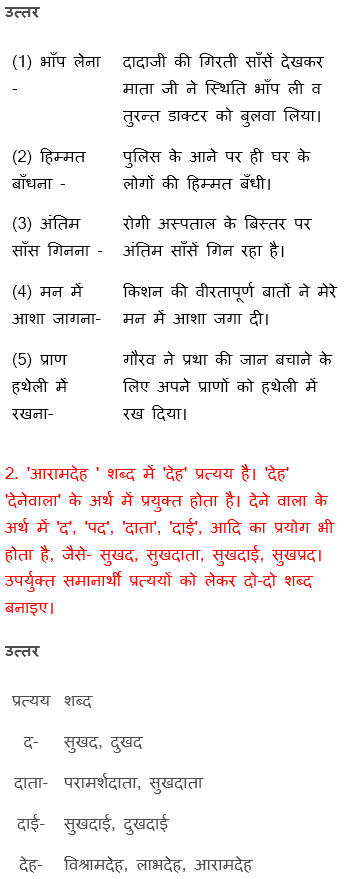 उत्तर
(1) भाँप लेना दादाजी की गिरती साँसें देखकर
- माता जी ने स्थिति भाँप ली व
तुरन्त डाक्टर को बुलवा लिया।
(2) हिम्मत पुलिस के आने पर ही घर के
बाँधना - लोगों की हिम्मत बँधी।
(3) अंतिम रोगी अस्पताल के बिस्तर पर
साँस गिनना - अंतिम साँसें गिन रहा है।
(4) मन में किशन की वीरतापूर्ण बातों ने मेरे
आशा जागना- मन में आशा जगा दी।
(5) प्राण गौरव ने प्रथा की जान बचाने के
हथेली में लिए अपने प्राणों को हथेली में
रखना- रख दिया।
2. 'आरामदेह ' शब्द में 'देह' प्रत्यय है। 'देह'
'देनेवाला' के अर्थ में प्रयुक्त होता है। देने वाला के
अर्थ में 'द', 'पद', 'दाता', 'दाई', आदि का प्रयोग भी
होता है, जैसे- सुखद, सुखदाता, सुखदाई, सुखप्रद।
उपर्युक्त समानार्थी प्रत्ययों को लेकर दो-दो शब्द
बनाइए।
उत्तर
प्रत्यय शब्द
द- सुखद, दुखद
दाता- परामर्शदाता, सुखदाता
दाई- सुखदाई, दुखदाई
देह- विश्रामदेह, लाभदेह, आरामदेह